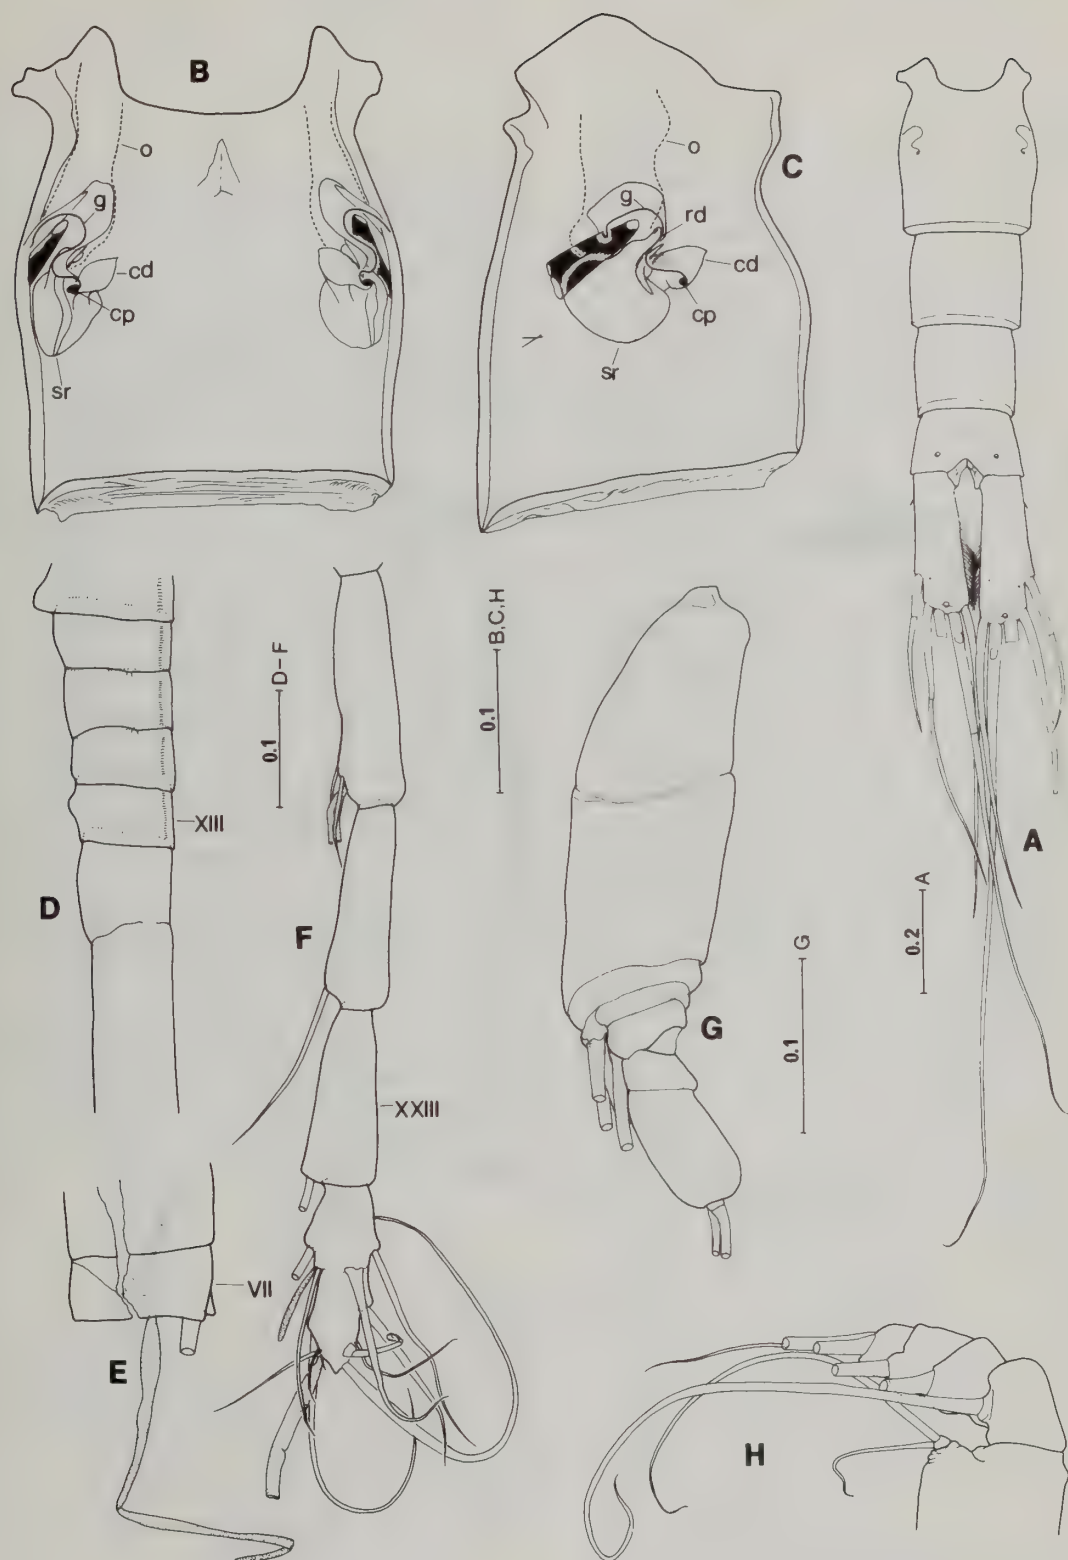 B
o
g
cd
cp
sr
C
o
g
rd
cd
cp
sr
A
0.2
A
D
XIII
0.1
D–F
0.1
B,C,H
F
XXIII
G
0.1
G
E
VII
H